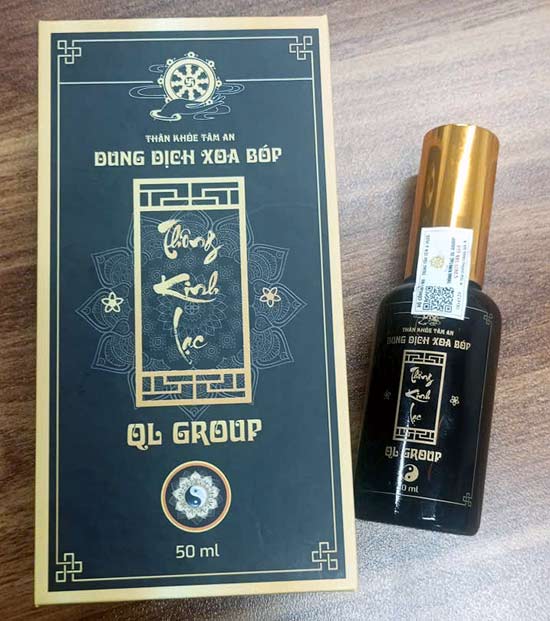 THÂN KHỎE TÂM AN
DUNG DỊCH XOA BÓP
Thông
Kinh
Lạc
QL GROUP
50 ml
THÂN KHỎE TÂM AN
DUNG DỊCH XOA BÓP
Thông
Kinh
Lạc
QL GROUP
ml